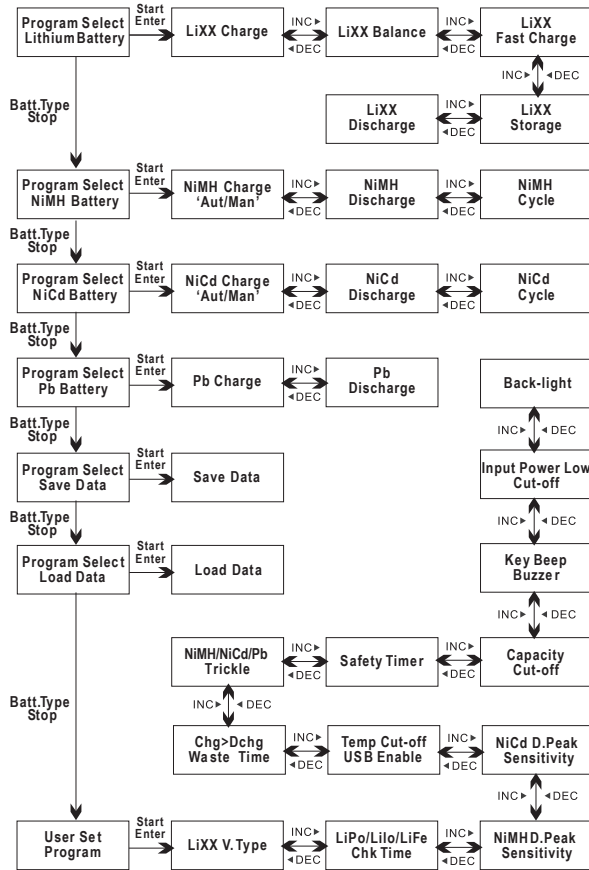 Program Select
Lithium Battery
Start
Enter
LiXX Charge
INC►
◄DEC
LiXX Balance
INC►
◄DEC
LiXX
Fast Charge
INC► ◄DEC
Batt.Type
Stop
LiXX
Discharge
INC►
◄DEC
LiXX
Storage
Program Select
NiMH Battery
Start
Enter
NiMH Charge
‘Aut/Man’
INC►
◄DEC
NiMH
Discharge
INC►
◄DEC
NiMH
Cycle
Batt.Type
Stop
Program Select
NiCd Battery
Start
Enter
NiCd Charge
‘Aut/Man’
INC►
◄DEC
NiCd
Discharge
INC►
◄DEC
NiCd
Cycle
Batt.Type
Stop
Program Select
Pb Battery
Start
Enter
Pb Charge
INC►
◄DEC
Pb
Discharge
Back-light
Batt.Type
Stop
INC► ◄DEC
Program Select
Save Data
Start
Enter
Save Data
Input Power Low
Cut-off
Batt.Type
Stop
INC► ◄DEC
Program Select
Load Data
Start
Enter
Load Data
Key Beep
Buzzer
INC► ◄DEC
NiMH/NiCd/Pb
Trickle
INC►
◄DEC
Safety Timer
INC►
◄DEC
Capacity
Cut-off
Batt.Type
Stop
INC► ◄DEC
Chg>Dchg
Waste Time
INC►
◄DEC
Temp Cut-off
USB Enable
INC►
◄DEC
NiCd D.Peak
Sensitivity
INC► ◄DEC
User Set
Program
Start
Enter
LiXX V.Type
INC►
◄DEC
LiPo/LiIo/LiFe
Chk Time
INC►
◄DEC
NiMH D.Peak
Sensitivity